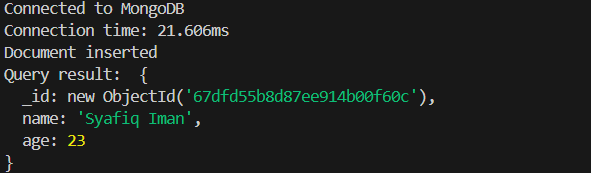 Connected to MongoDB
Connection time: 21.606ms
Document inserted
Query result:  {
  _id: new ObjectId('67dfd55b8d87ee914b00f60c'),
  name: 'Syafiq Iman',
  age: 23
}